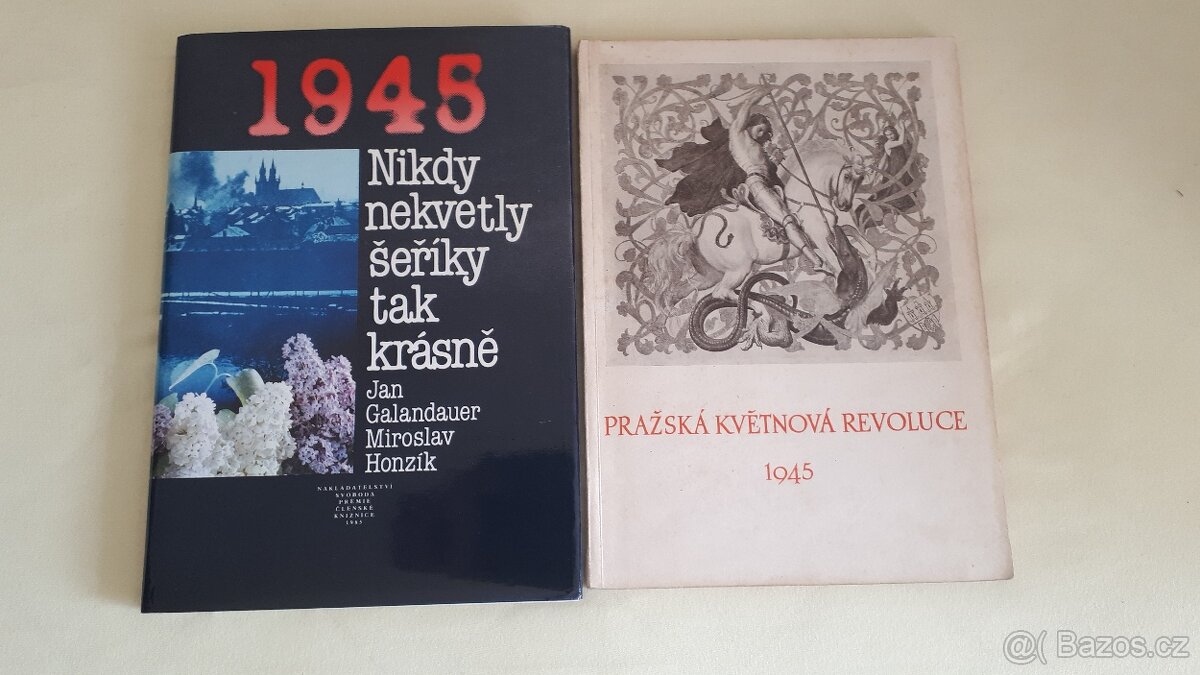 1945
Nikdy
nekvetly
šeříky
tak
krásně
Jan
Galandauer
Miroslav
Honzík
NAKLADATELSTVÍ
SVOBODA
PRÉMIE
ČLENSKÉ
KNIŽNICE
1985
PRAŽSKÁ KVĚTNOVÁ REVOLUCE
1945
@( Bazos.cz